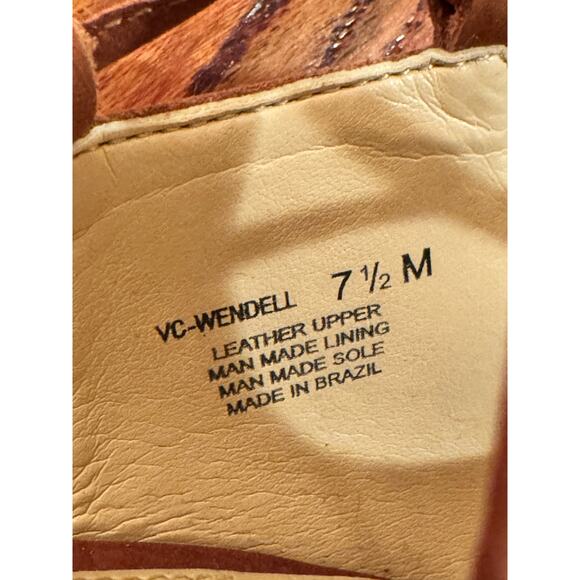 VC-WENDELL 7 ½ M
LEATHER UPPER
MAN MADE LINING
MAN MADE SOLE
MADE IN BRAZIL